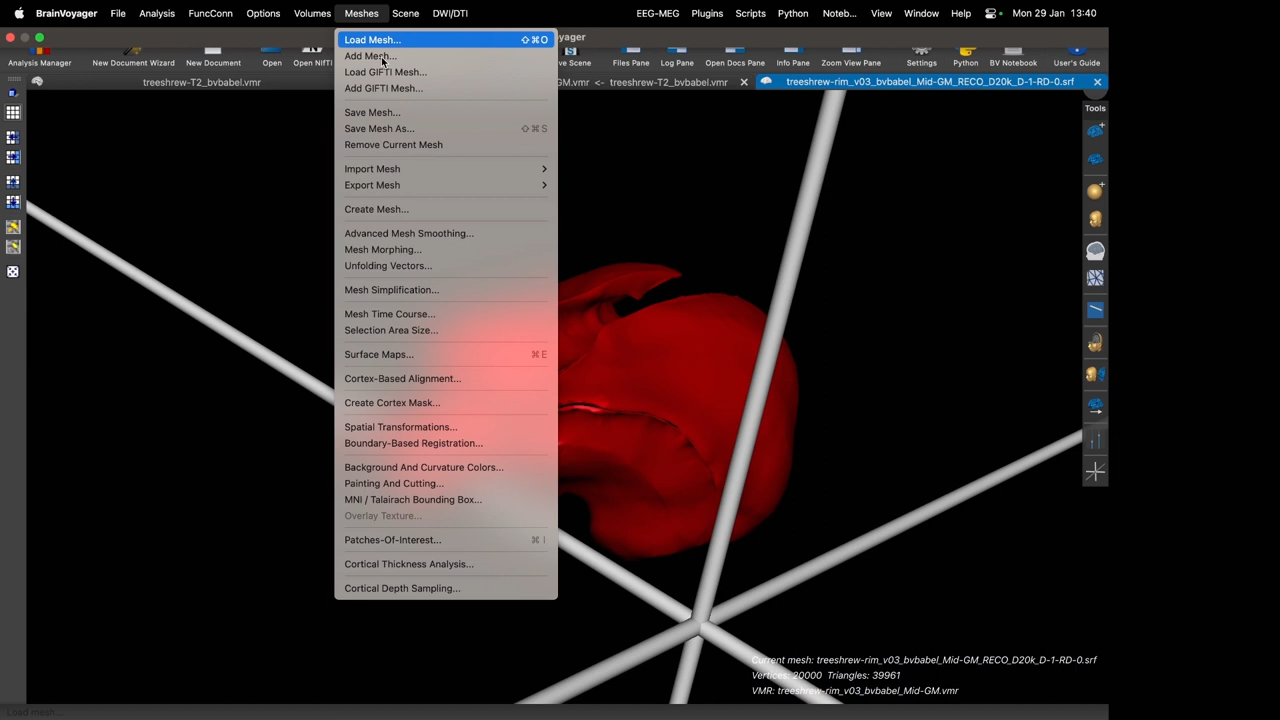 BrainVoyager File Analysis FuncConn Options Volumes Meshes Scene DWI/DTI EEG-MEG Plugins Scripts Python Noteb... View Window Help Mon 29 Jan 13:40
Analysis Manager New Document Wizard New Document Open Open NIfTI Files Pane Log Pane Open Docs Pane Info Pane Zoom View Pane Settings Python BV Notebook User's Guide
treeshrew-T2_bvbabel.vmr GM.vmr <- treeshrew-T2_bvbabel.vmr treeshrew-rim_v03_bvbabel_Mid-GM_RECO_D20k_D-1-RD-0.srf
Tools
Load Mesh... ⇧⌘O
Add Mesh...
Load GIFTI Mesh...
Add GIFTI Mesh...
Save Mesh...
Save Mesh As... ⇧⌘S
Remove Current Mesh
Import Mesh
Export Mesh
Create Mesh...
Advanced Mesh Smoothing...
Mesh Morphing...
Unfolding Vectors...
Mesh Simplification...
Mesh Time Course...
Selection Area Size...
Surface Maps... ⌘E
Cortex-Based Alignment...
Create Cortex Mask...
Spatial Transformations...
Boundary-Based Registration...
Background And Curvature Colors...
Painting And Cutting...
MNI / Talairach Bounding Box...
Overlay Texture...
Patches-Of-Interest... ⌘I
Cortical Thickness Analysis...
Cortical Depth Sampling...
Current mesh: treeshrew-rim_v03_bvbabel_Mid-GM_RECO_D20k_D-1-RD-0.srf
Vertices: 20000 Triangles: 39961
VMR: treeshrew-rim_v03_bvbabel_Mid-GM.vmr
Load mesh...